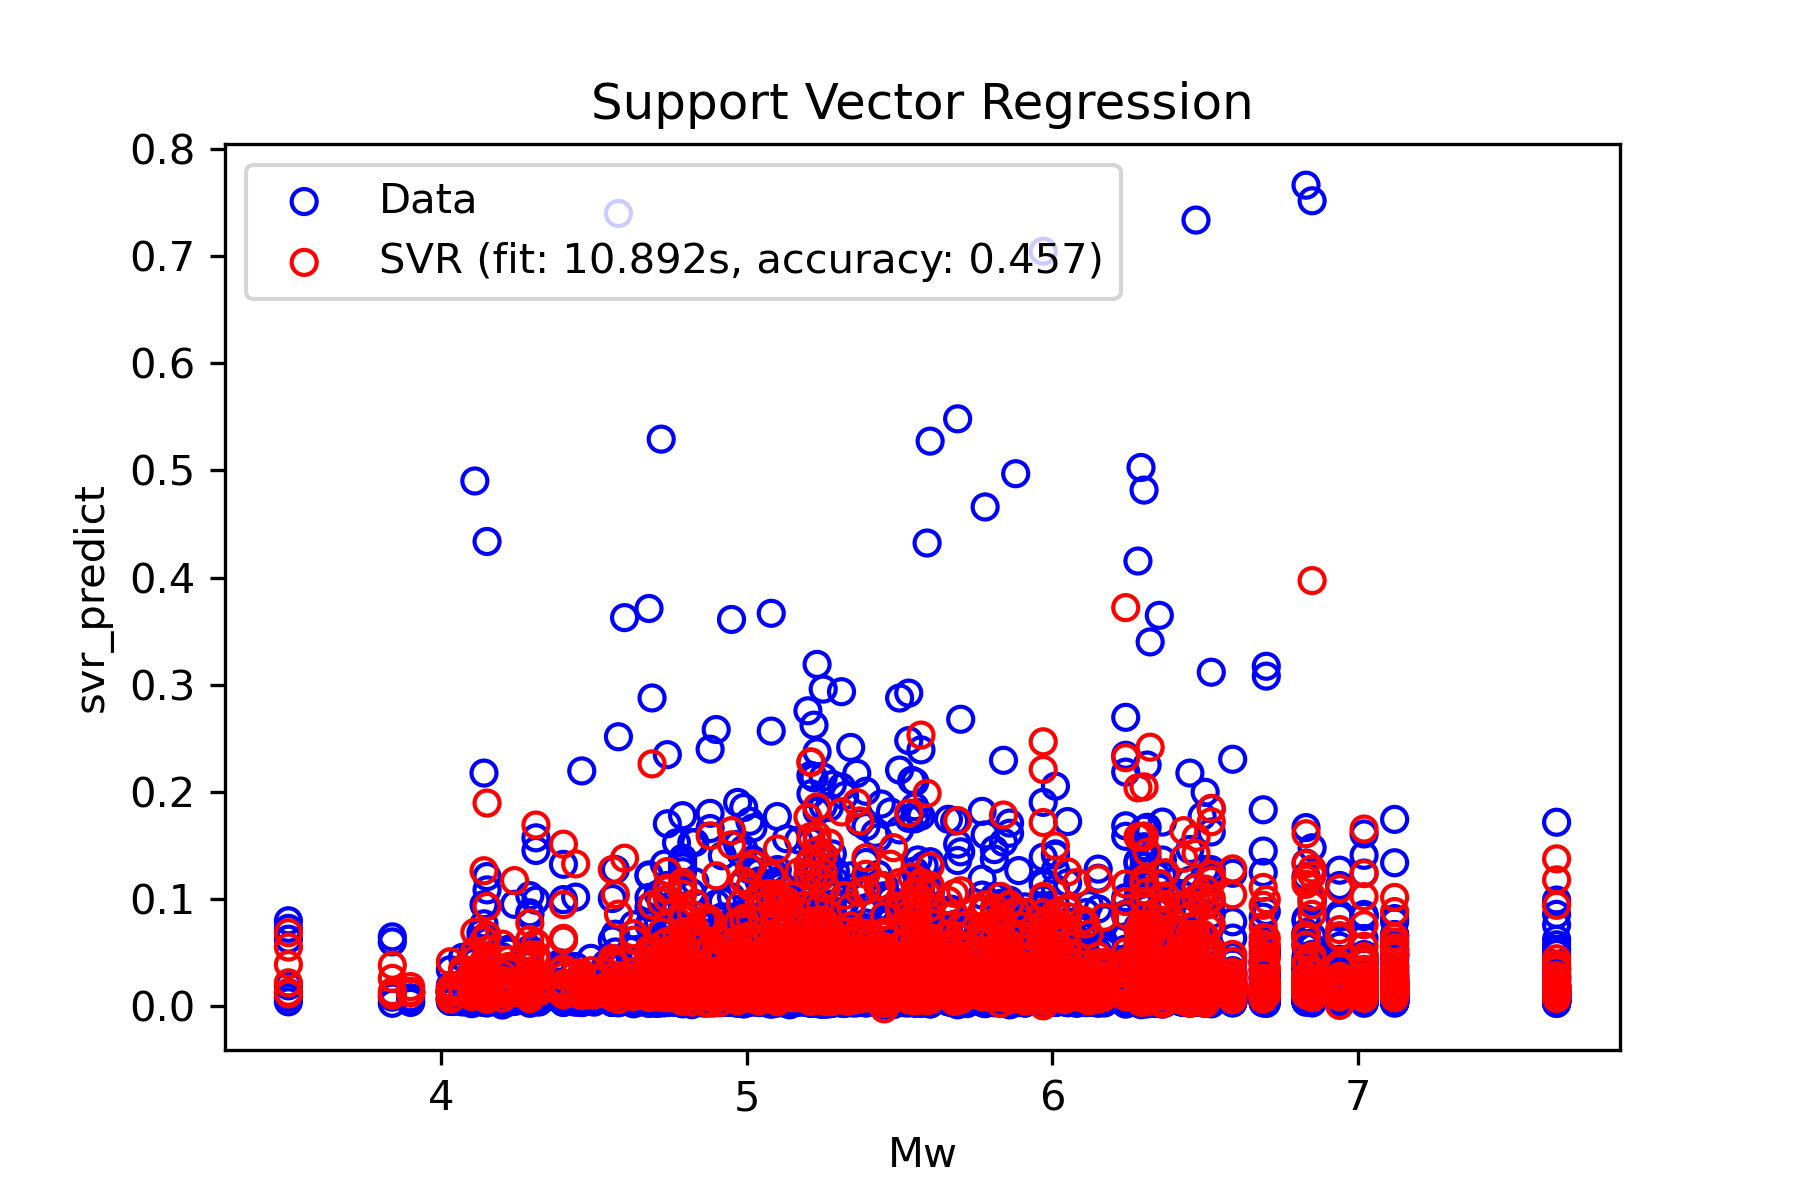 Support Vector Regression
0.8
0.7
0.6
0.5
0.4
0.3
0.2
0.1
0.0
svr_predict
Data
SVR (fit: 10.892s, accuracy: 0.457)
4 5 6 7
Mw